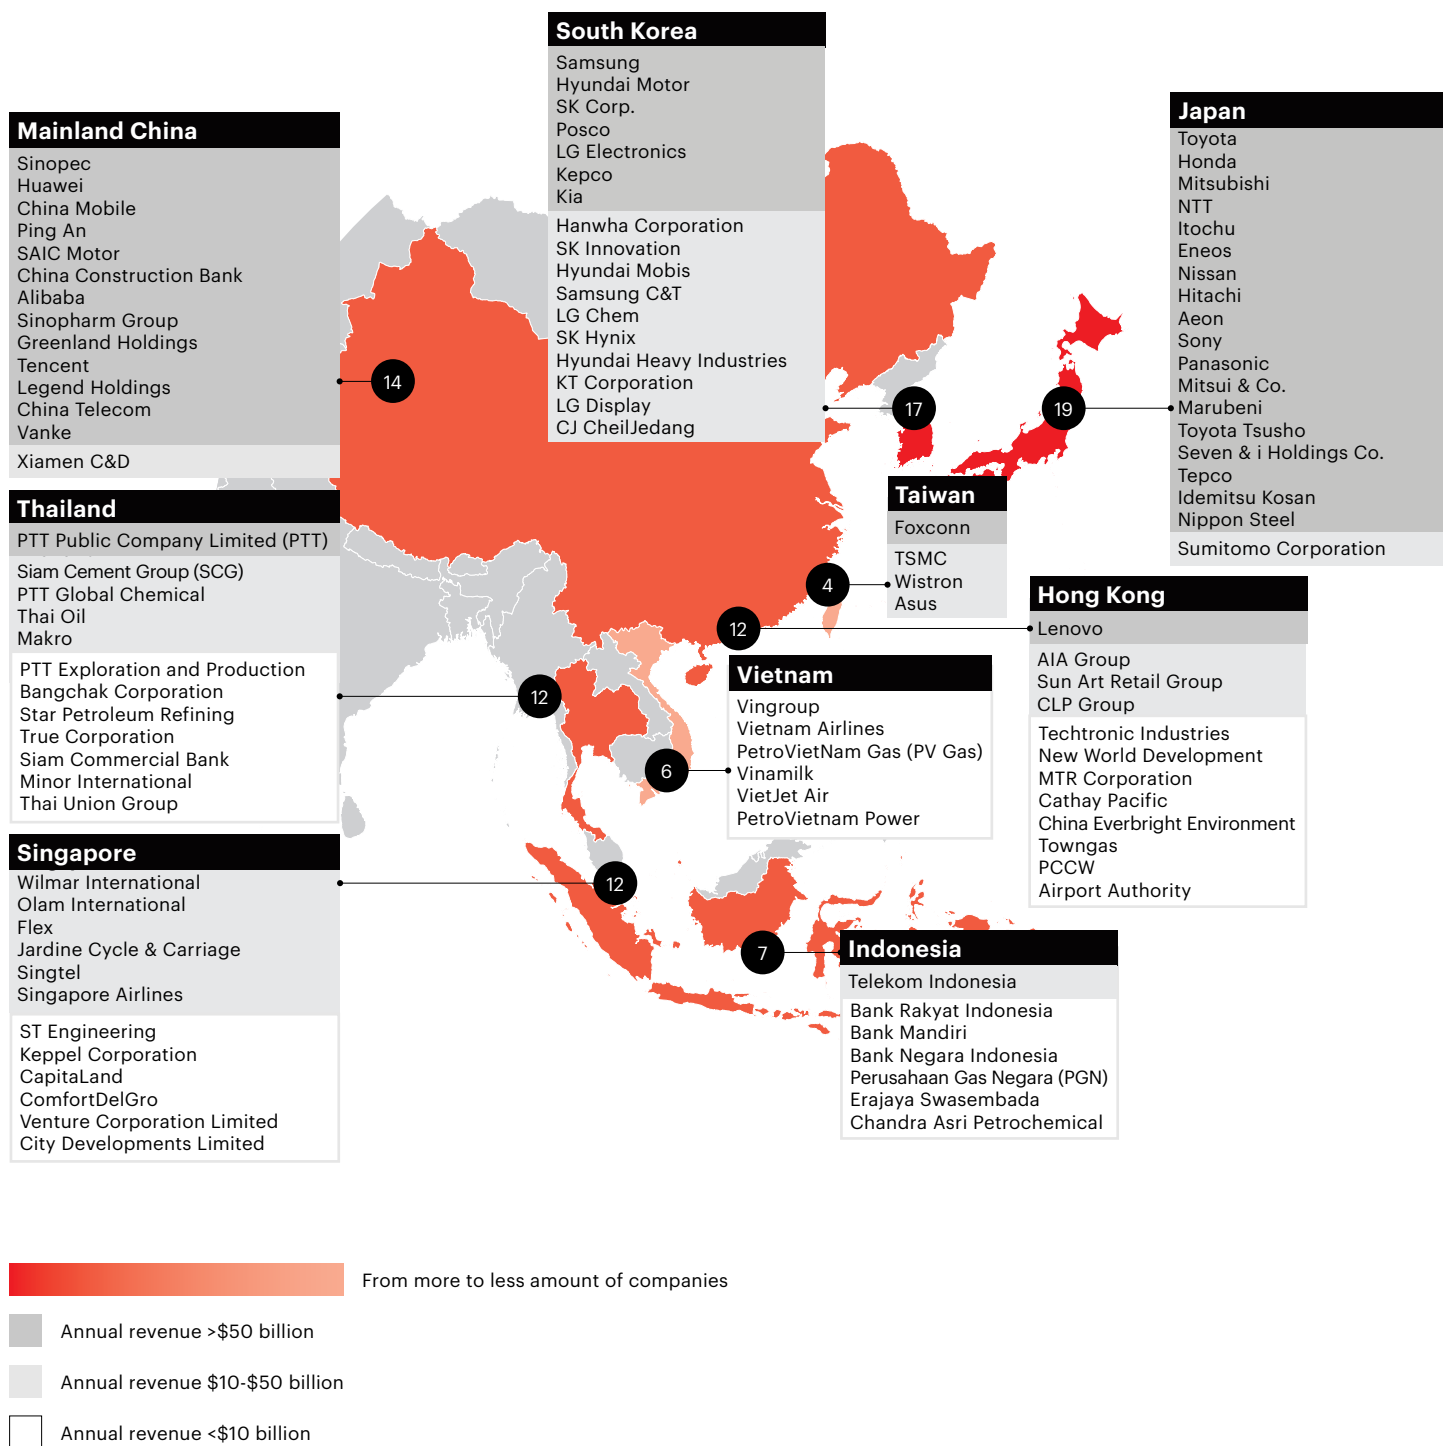 South Korea
Samsung
Hyundai Motor
SK Corp.
Posco
LG Electronics
Kepco
Kia
Hanwha Corporation
SK Innovation
Hyundai Mobis
Samsung C&T
LG Chem
SK Hynix
Hyundai Heavy Industries
KT Corporation
LG Display
CJ CheilJedang
17
Mainland China
Sinopec
Huawei
China Mobile
Ping An
SAIC Motor
China Construction Bank
Alibaba
Sinopharm Group
Greenland Holdings
Tencent
Legend Holdings
China Telecom
Vanke
Xiamen C&D
14
Japan
Toyota
Honda
Mitsubishi
NTT
Itochu
Eneos
Nissan
Hitachi
Aeon
Sony
Panasonic
Mitsui & Co.
Marubeni
Toyota Tsusho
Seven & i Holdings Co.
Tepco
Idemitsu Kosan
Nippon Steel
Sumitomo Corporation
19
Taiwan
Foxconn
TSMC
Wistron
Asus
4
Thailand
PTT Public Company Limited (PTT)
Siam Cement Group (SCG)
PTT Global Chemical
Thai Oil
Makro
PTT Exploration and Production
Bangchak Corporation
Star Petroleum Refining
True Corporation
Siam Commercial Bank
Minor International
Thai Union Group
12
Hong Kong
Lenovo
AIA Group
Sun Art Retail Group
CLP Group
Techtronic Industries
New World Development
MTR Corporation
Cathay Pacific
China Everbright Environment
Towngas
PCCW
Airport Authority
12
Vietnam
Vingroup
Vietnam Airlines
PetroVietNam Gas (PV Gas)
Vinamilk
VietJet Air
PetroVietnam Power
6
Singapore
Wilmar International
Olam International
Flex
Jardine Cycle & Carriage
Singtel
Singapore Airlines
ST Engineering
Keppel Corporation
CapitaLand
ComfortDelGro
Venture Corporation Limited
City Developments Limited
12
Indonesia
Telekom Indonesia
Bank Rakyat Indonesia
Bank Mandiri
Bank Negara Indonesia
Perusahaan Gas Negara (PGN)
Erajaya Swasembada
Chandra Asri Petrochemical
7
From more to less amount of companies
Annual revenue >$50 billion
Annual revenue $10-$50 billion
Annual revenue <$10 billion